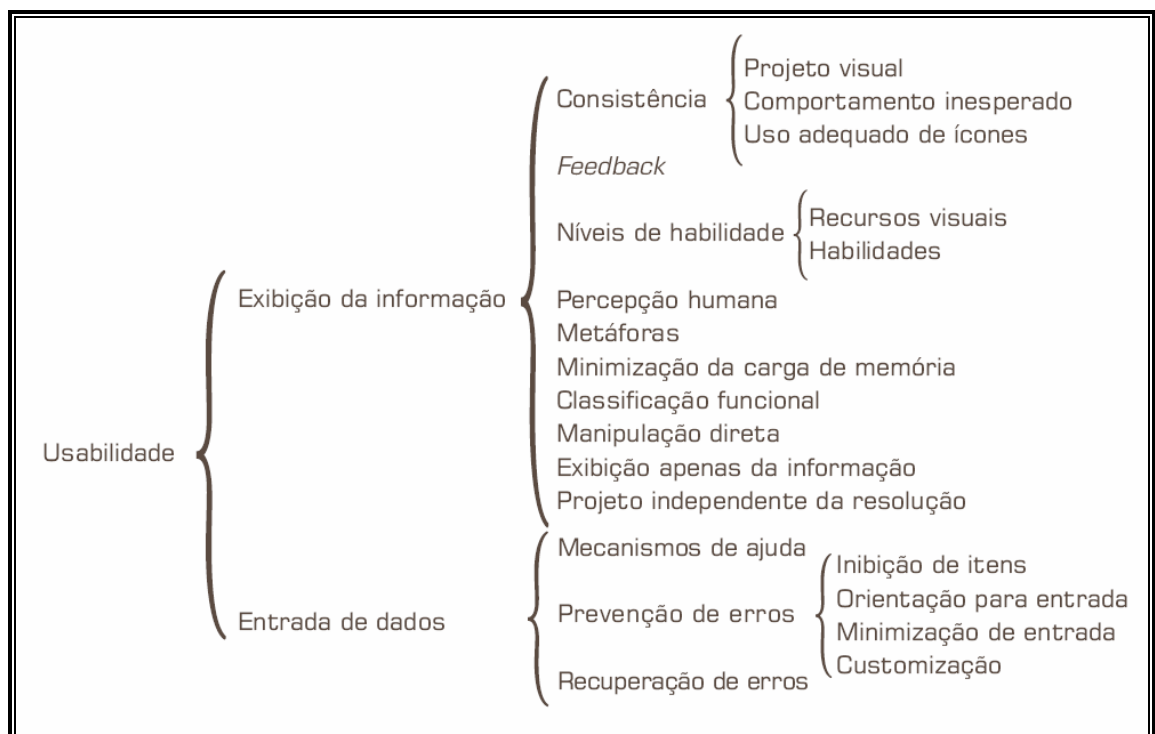 Usabilidade
Exibição da informação
Consistência
Projeto visual
Comportamento inesperado
Uso adequado de ícones
Feedback
Níveis de habilidade
Recursos visuais
Habilidades
Percepção humana
Metáforas
Minimização da carga de memória
Classificação funcional
Manipulação direta
Exibição apenas da informação
Projeto independente da resolução
Entrada de dados
Mecanismos de ajuda
Prevenção de erros
Inibição de itens
Orientação para entrada
Minimização de entrada
Customização
Recuperação de erros